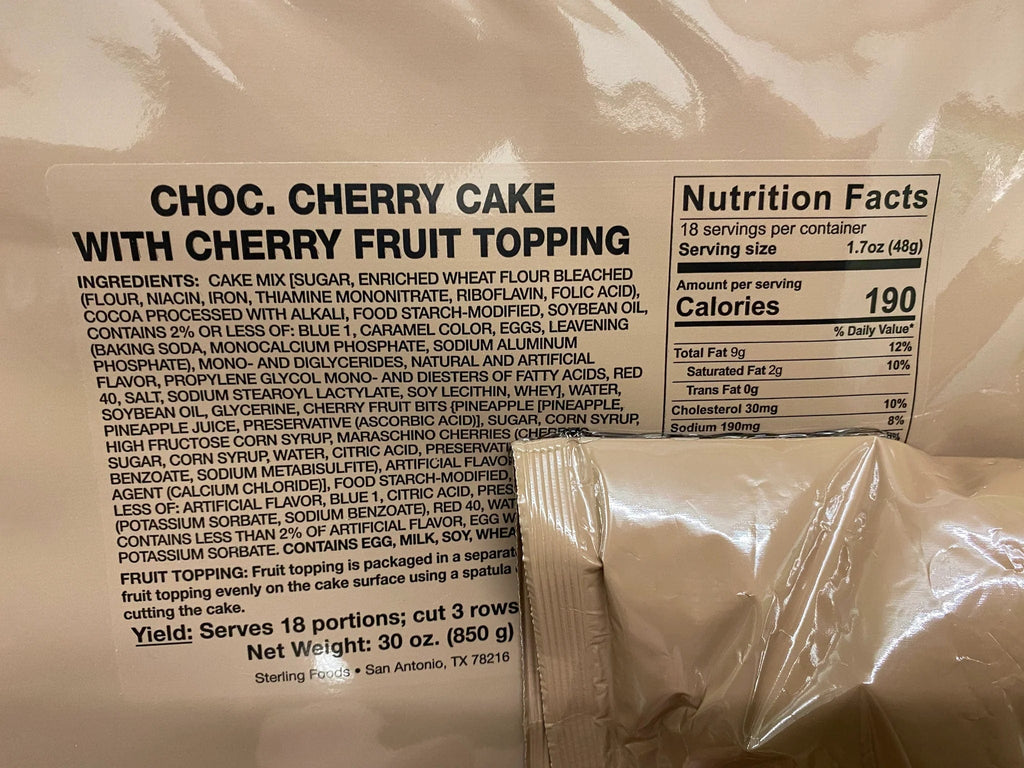 CHOC. CHERRY CAKE
WITH CHERRY FRUIT TOPPING
INGREDIENTS: CAKE MIX [SUGAR, ENRICHED WHEAT FLOUR BLEACHED
(FLOUR, NIACIN, IRON, THIAMINE MONONITRATE, RIBOFLAVIN, FOLIC ACID),
COCOA PROCESSED WITH ALKALI, FOOD STARCH-MODIFIED, SOYBEAN OIL,
CONTAINS 2% OR LESS OF: BLUE 1, CARAMEL COLOR, EGGS, LEAVENING
(BAKING SODA, MONOCALCIUM PHOSPHATE, SODIUM ALUMINUM
PHOSPHATE), MONO- AND DIGLYCERIDES, NATURAL AND ARTIFICIAL
FLAVOR, PROPYLENE GLYCOL MONO- AND DIESTERS OF FATTY ACIDS, RED
40, SALT, SODIUM STEAROYL LACTYLATE, SOY LECITHIN, WHEY], WATER,
SOYBEAN OIL, GLYCERINE, CHERRY FRUIT BITS {PINEAPPLE [PINEAPPLE,
PINEAPPLE JUICE, PRESERVATIVE (ASCORBIC ACID)], SUGAR, CORN SYRUP,
HIGH FRUCTOSE CORN SYRUP, MARASCHINO CHERRIES
SUGAR, CORN SYRUP, WATER, CITRIC ACID,
BENZOATE, SODIUM METABISULFITE), ARTIFICIAL
AGENT (CALCIUM CHLORIDE)], FOOD STARCH-MODIFIED,
LESS OF: ARTIFICIAL FLAVOR, BLUE 1, CITRIC ACID,
(POTASSIUM SORBATE, SODIUM BENZOATE), RED 40,
CONTAINS LESS THAN 2% OF ARTIFICIAL FLAVOR, EGG
POTASSIUM SORBATE. CONTAINS EGG, MILK, SOY,
FRUIT TOPPING: Fruit topping is packaged in a
fruit topping evenly on the cake surface using a spatula
cutting the cake.
Yield: Serves 18 portions; cut 3 rows
Net Weight: 30 oz. (850 g)
Sterling Foods • San Antonio, TX 78216
Nutrition Facts
18 servings per container
Serving size 1.7oz (48g)
Amount per serving
Calories 190
% Daily Value*
Total Fat 9g 12%
Saturated Fat 2g 10%
Trans Fat 0g
Cholesterol 30mg 10%
Sodium 190mg 8%